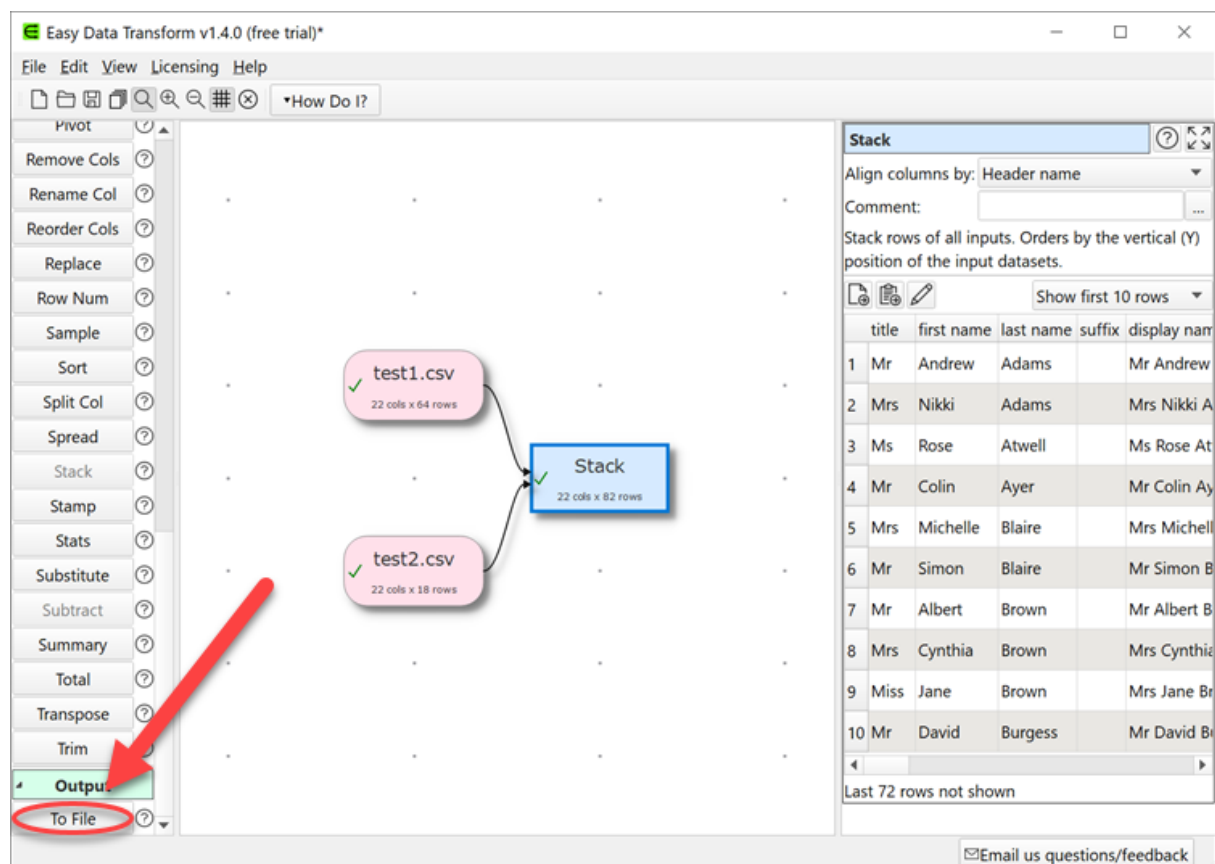 Easy Data Transform v1.4.0 (free trial)*
File Edit View Licensing Help
▾How Do I?
Pivot
Remove Cols
Rename Col
Reorder Cols
Replace
Row Num
Sample
Sort
Split Col
Spread
Stack
Stamp
Stats
Substitute
Subtract
Summary
Total
Transpose
Trim
Output
To File
test1.csv
22 cols x 64 rows
test2.csv
22 cols x 18 rows
Stack
22 cols x 82 rows
Stack
Align columns by: Header name
Comment: ...
Stack rows of all inputs. Orders by the vertical (Y)
position of the input datasets.
Show first 10 rows
title first name last name suffix display nam
1 Mr Andrew Adams Mr Andrew
2 Mrs Nikki Adams Mrs Nikki A
3 Ms Rose Atwell Ms Rose At
4 Mr Colin Ayer Mr Colin Ay
5 Mrs Michelle Blaire Mrs Michell
6 Mr Simon Blaire Mr Simon B
7 Mr Albert Brown Mr Albert B
8 Mrs Cynthia Brown Mrs Cynthia
9 Miss Jane Brown Mrs Jane Br
10 Mr David Burgess Mr David Bu
Last 72 rows not shown
Email us questions/feedback